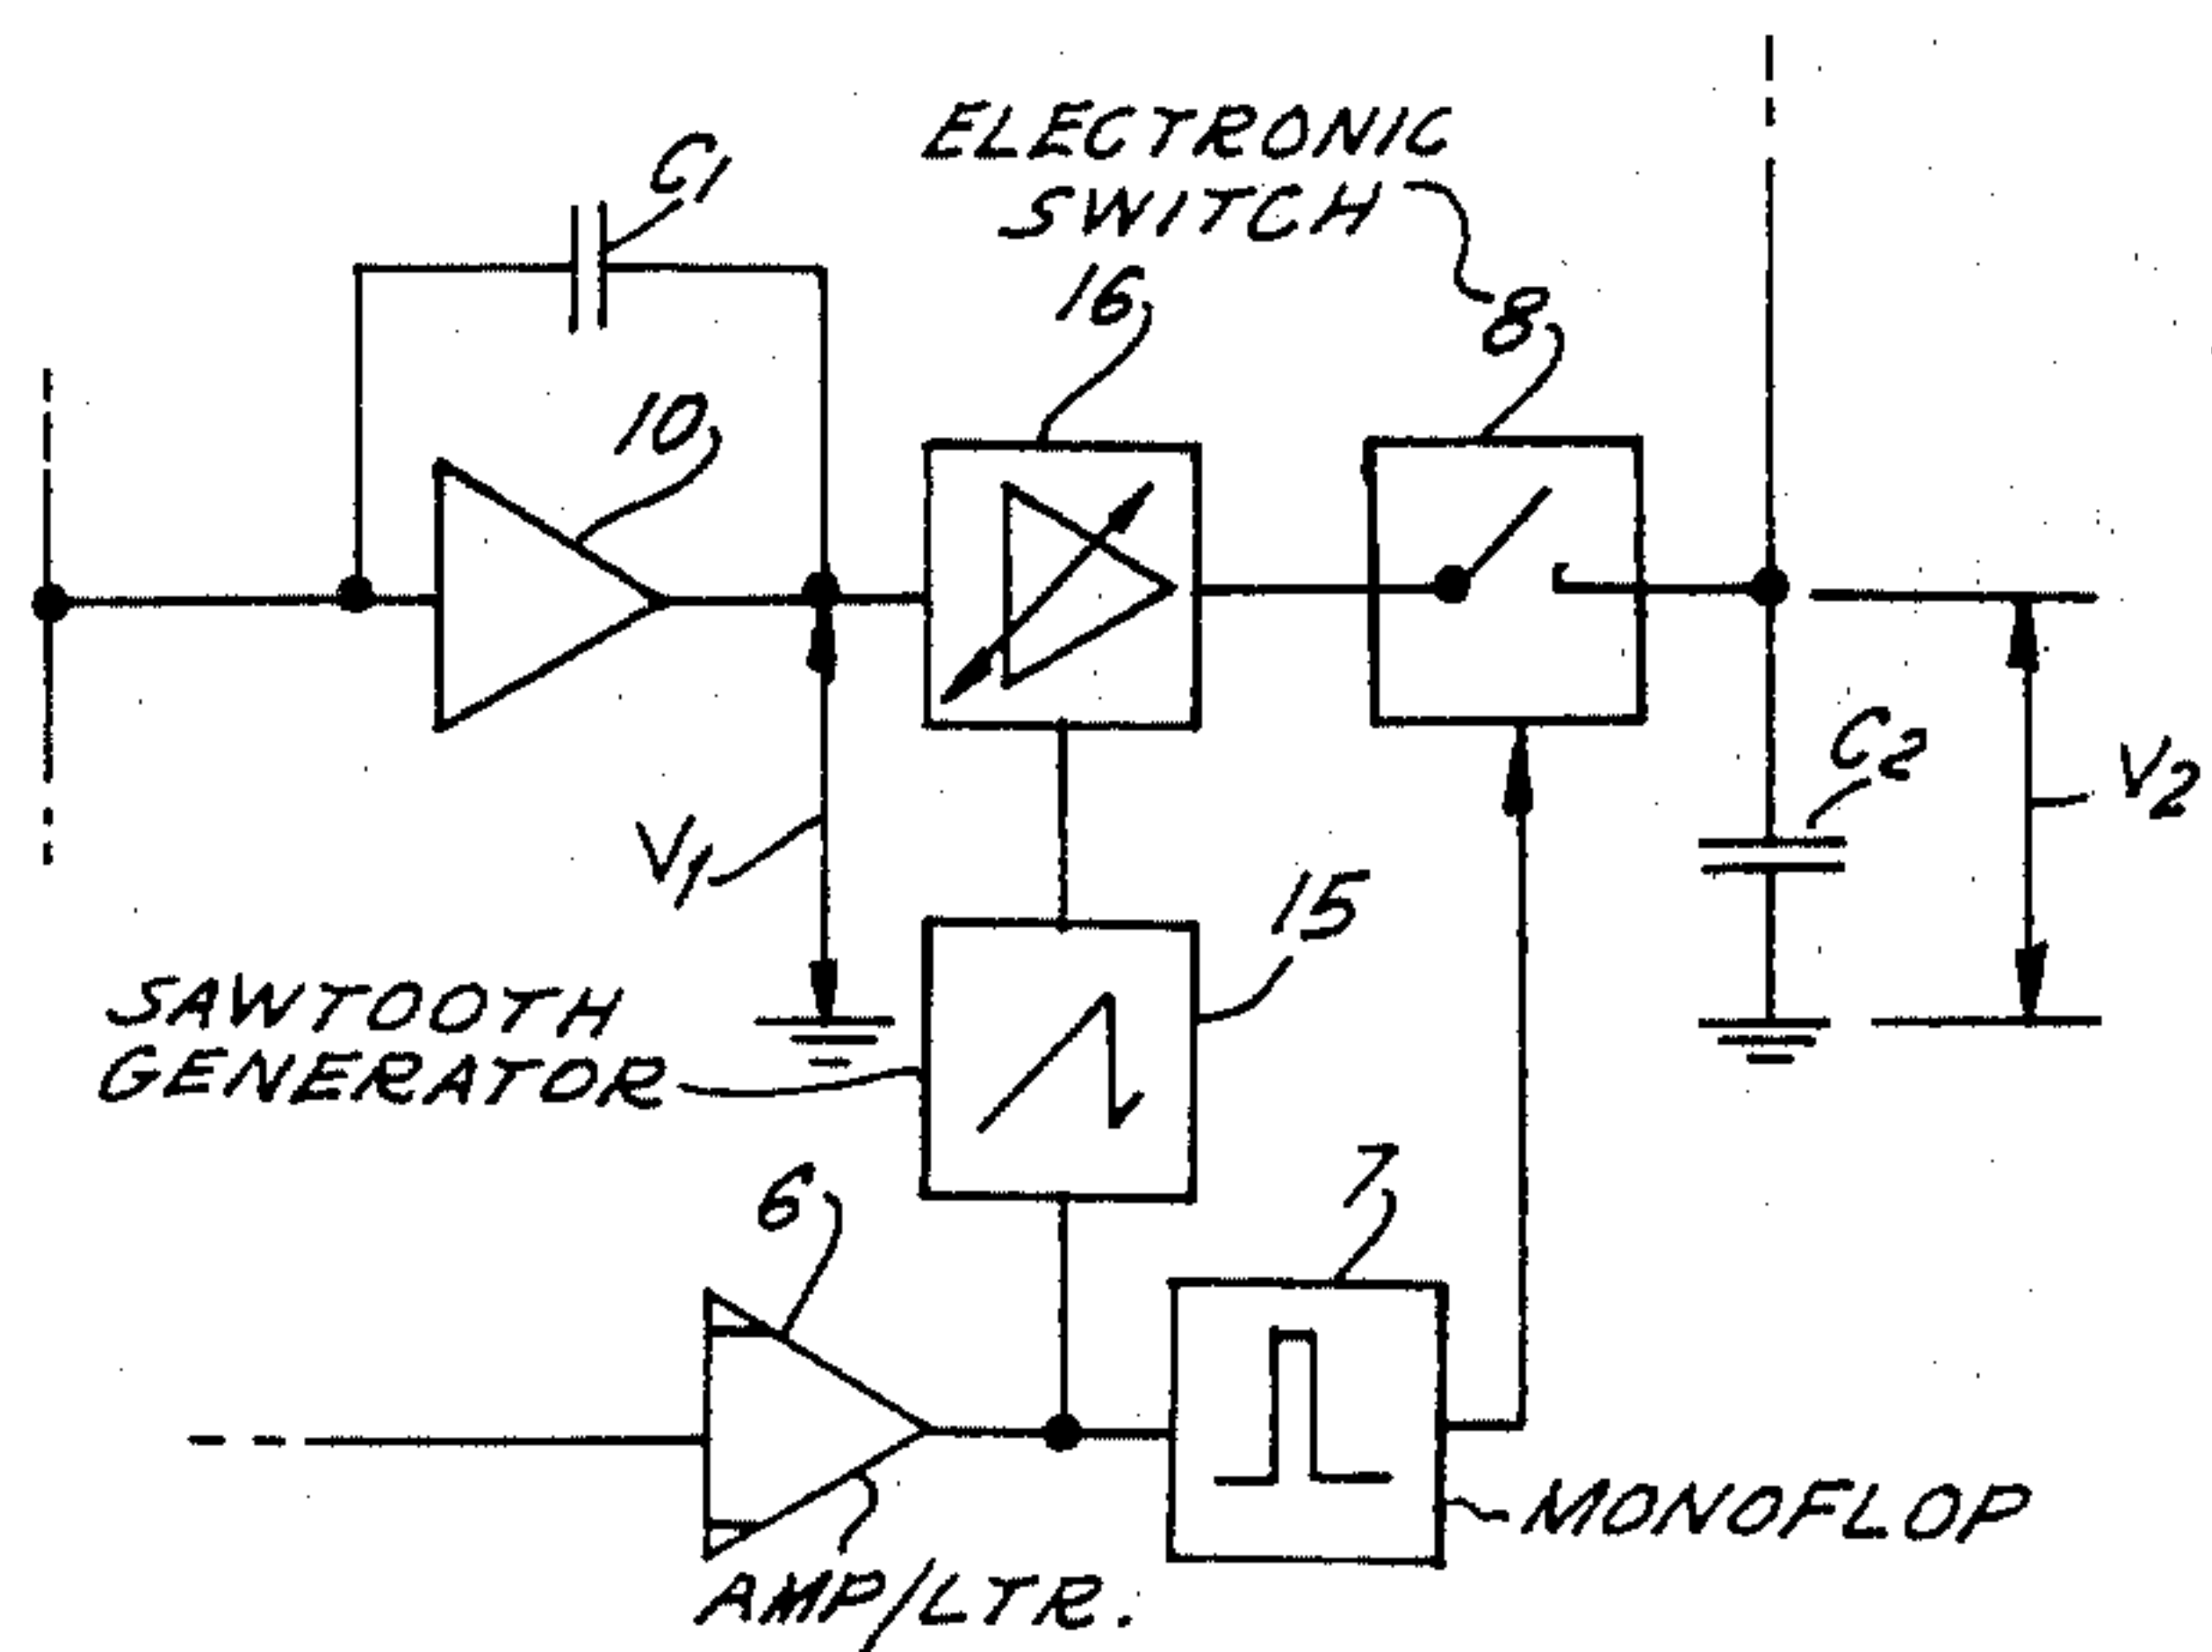 C1
ELECTRONIC
SWITCH
16
8
10
C2
V2
V1
15
SAWTOOTH
GENERATOR
6
7
MONOFLOP
AMP/LTR.